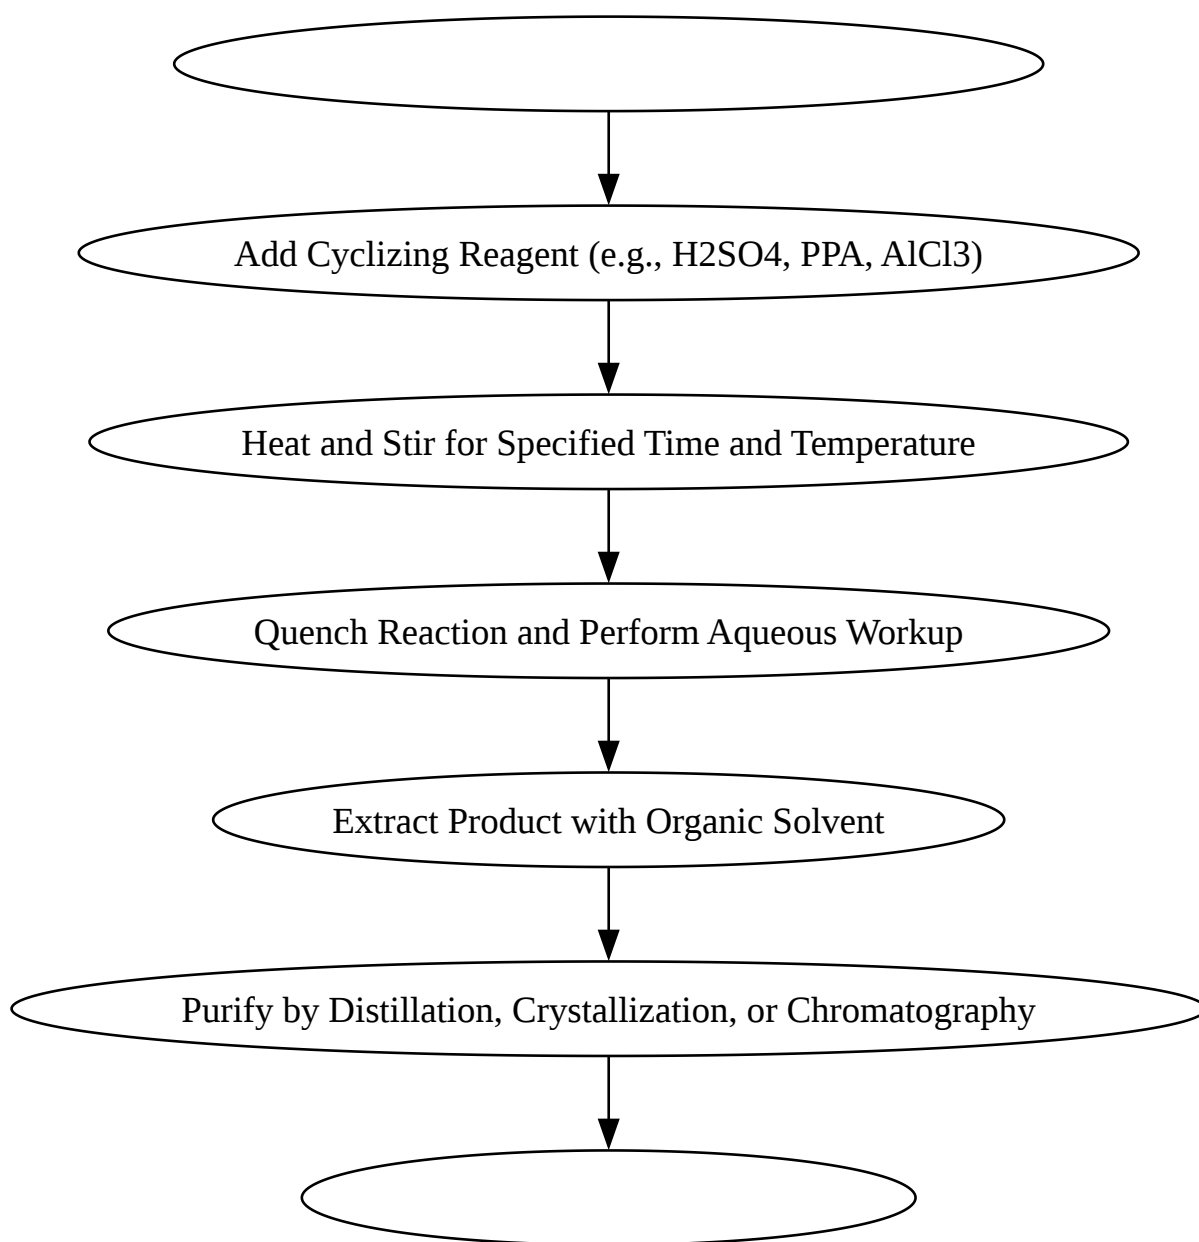 Add Cyclizing Reagent (e.g., H2SO4, PPA, AlCl3)
Heat and Stir for Specified Time and Temperature
Quench Reaction and Perform Aqueous Workup
Extract Product with Organic Solvent
Purify by Distillation, Crystallization, or Chromatography